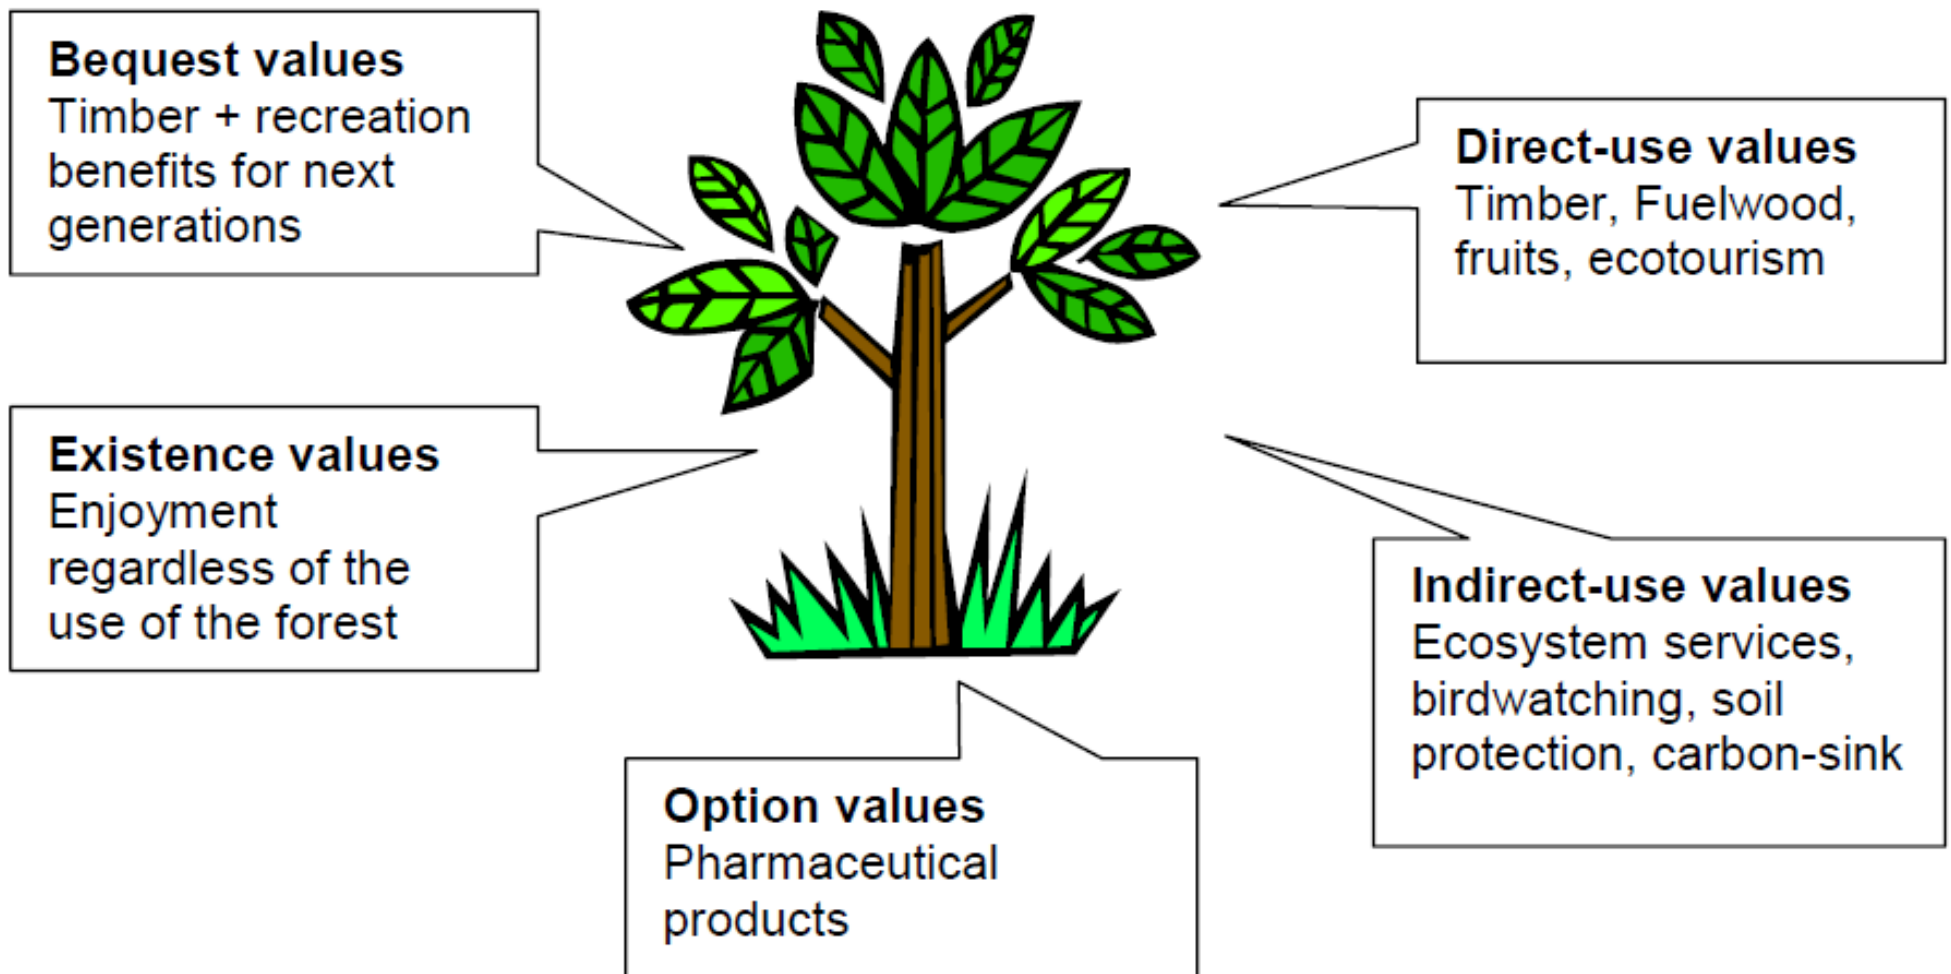 Bequest values
Timber + recreation
benefits for next
generations
Direct-use values
Timber, Fuelwood,
fruits, ecotourism
Existence values
Enjoyment
regardless of the
use of the forest
Indirect-use values
Ecosystem services,
birdwatching, soil
protection, carbon-sink
Option values
Pharmaceutical
products